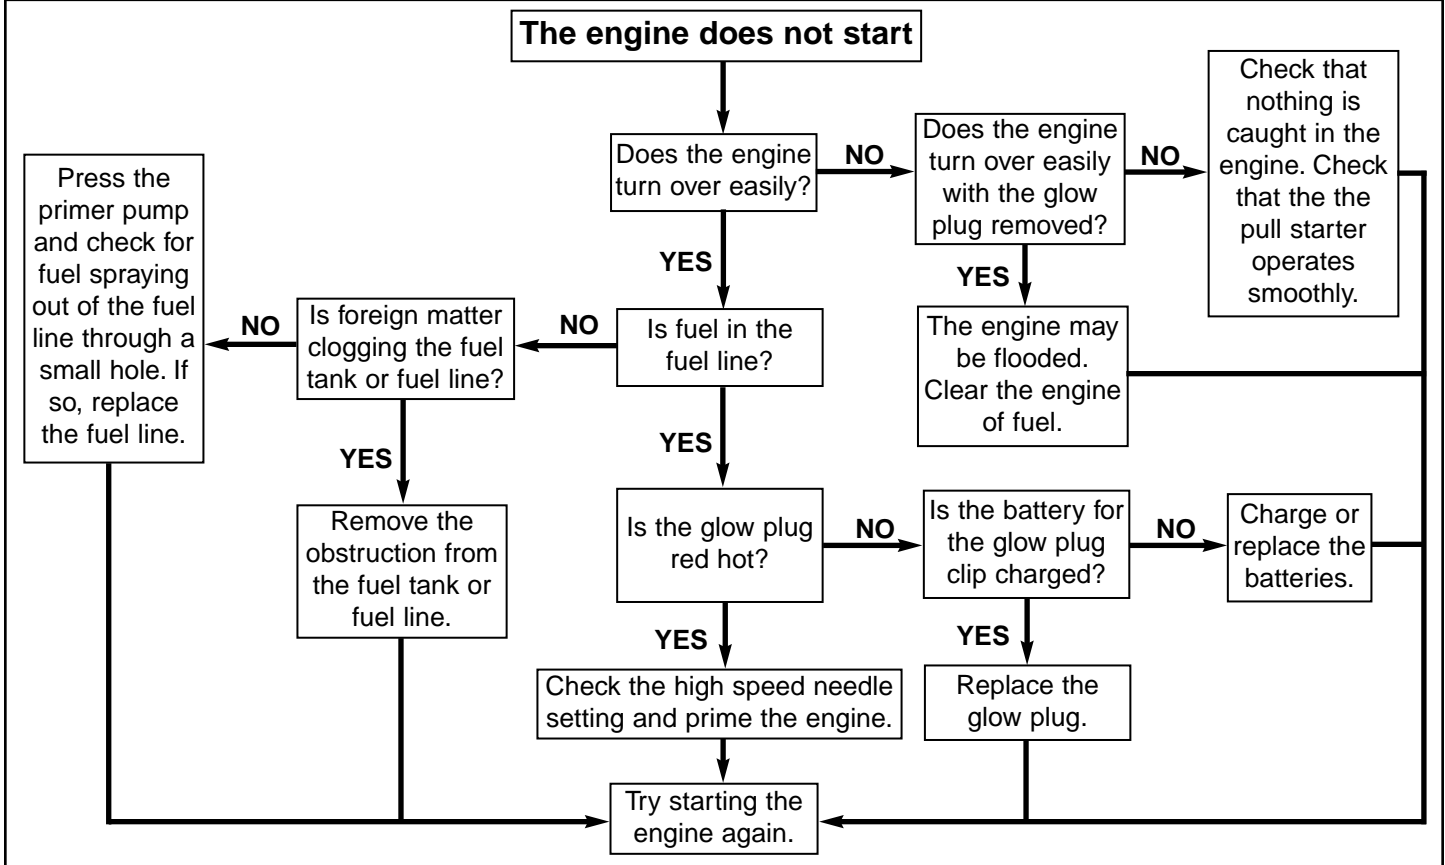 The engine does not start
Does the engine
turn over easily?
NO
Does the engine
turn over easily
with the glow
plug removed?
NO
Check that
nothing is
caught in the
engine. Check
that the the
pull starter
operates
smoothly.
YES
The engine may
be flooded.
Clear the engine
of fuel.
YES
Is fuel in the
fuel line?
NO
Is foreign matter
clogging the fuel
tank or fuel line?
NO
Press the
primer pump
and check for
fuel spraying
out of the fuel
line through a
small hole. If
so, replace
the fuel line.
YES
Remove the
obstruction from
the fuel tank or
fuel line.
YES
Is the glow plug
red hot?
NO
Is the battery for
the glow plug
clip charged?
NO
Charge or
replace the
batteries.
YES
Replace the
glow plug.
YES
Check the high speed needle
setting and prime the engine.
Try starting the
engine again.